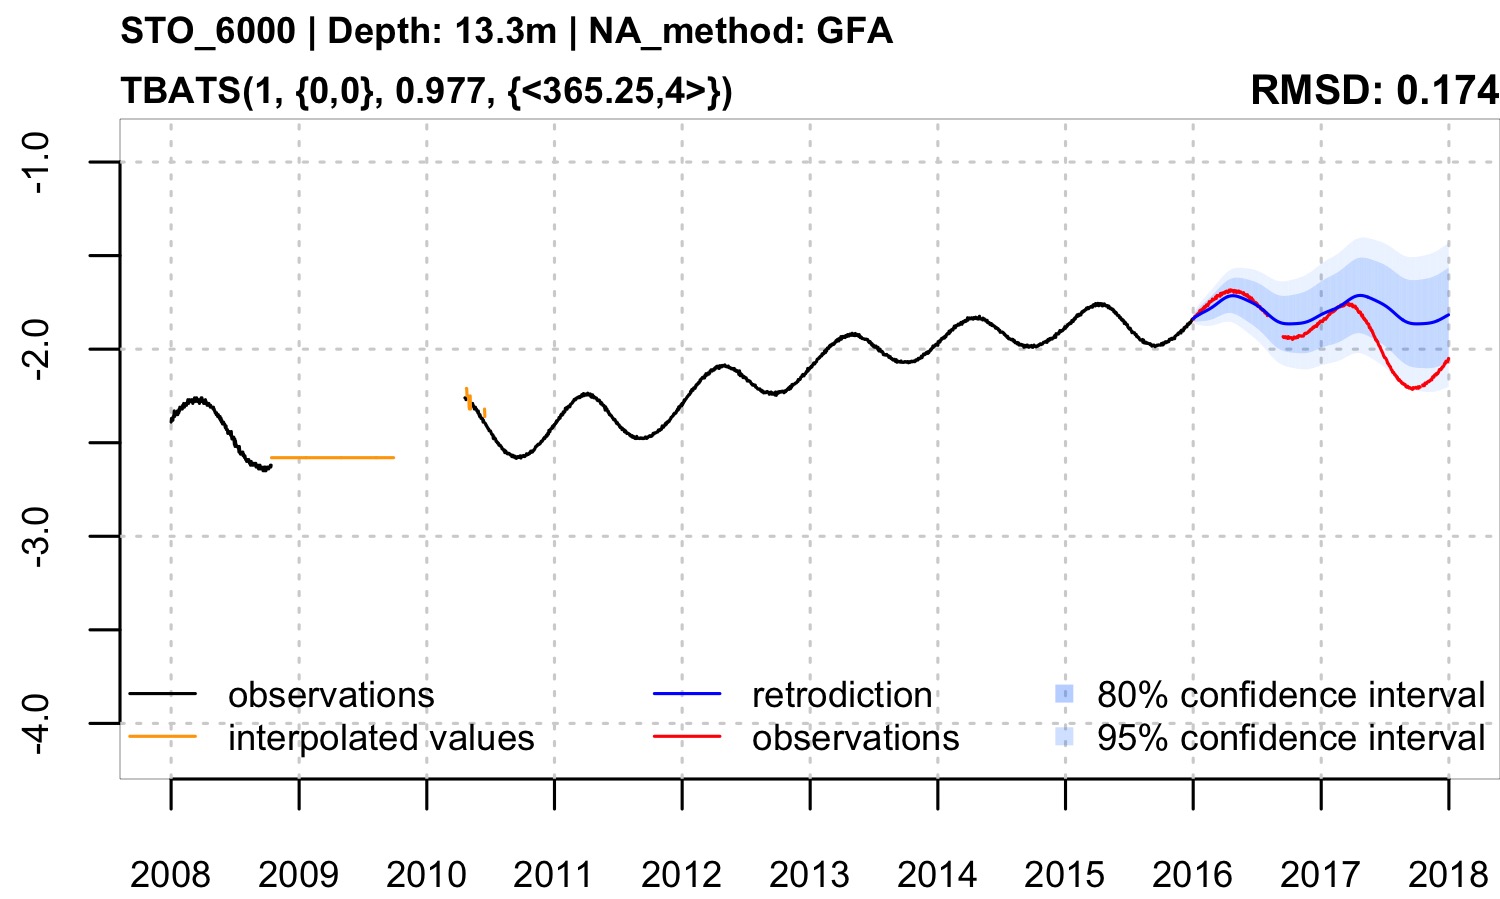 STO_6000 | Depth: 13.3m | NA_method: GFA
TBATS(1, {0,0}, 0.977, {<365.25,4>})
RMSD: 0.174
-1.0
-2.0
-3.0
-4.0
observations
interpolated values
retrodiction
observations
80% confidence interval
95% confidence interval
2008 2009 2010 2011 2012 2013 2014 2015 2016 2017 2018